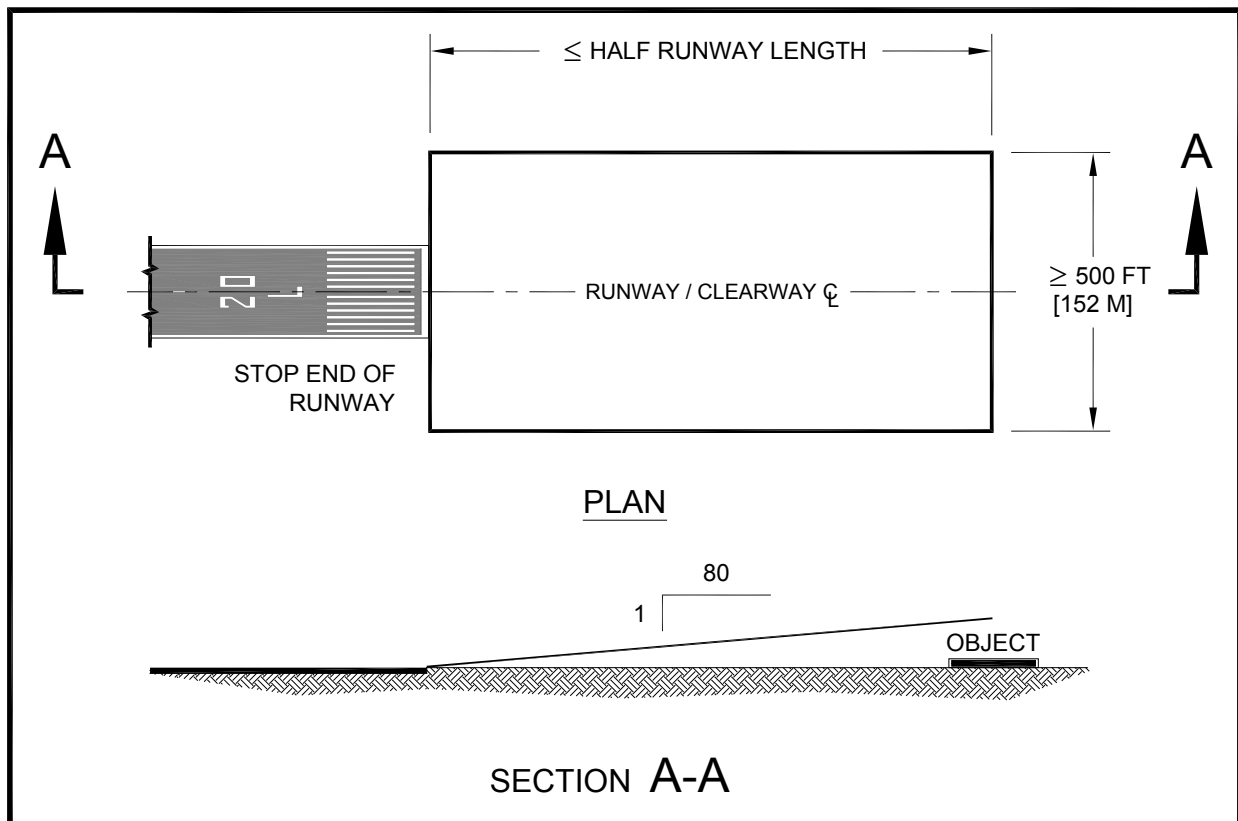 ≤ HALF RUNWAY LENGTH
A
A
20
L
RUNWAY / CLEARWAY ℄
≥ 500 FT
[152 M]
STOP END OF
RUNWAY
PLAN
80
1
OBJECT
SECTION A-A